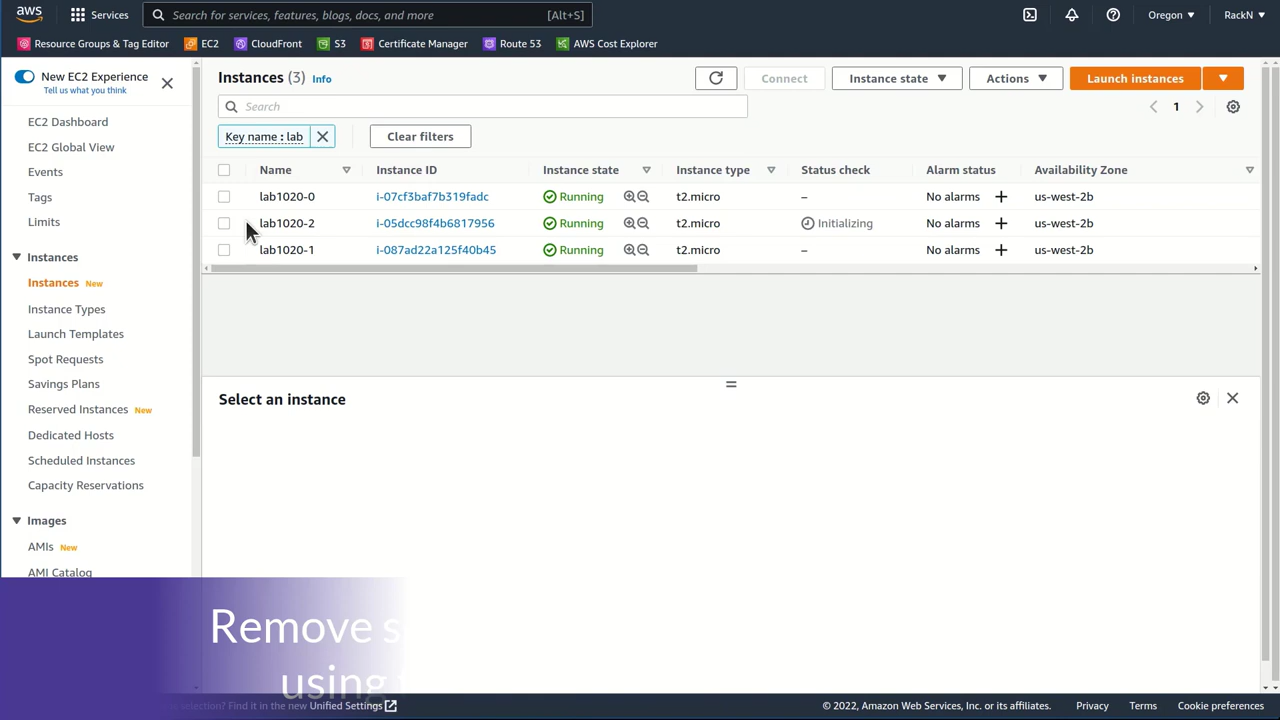 aws
Services
Search for services, features, blogs, docs, and more
[Alt+S]
Oregon
RackN
Resource Groups & Tag Editor
EC2
CloudFront
S3
Certificate Manager
Route 53
AWS Cost Explorer
New EC2 Experience
Tell us what you think
EC2 Dashboard
EC2 Global View
Events
Tags
Limits
Instances
Instances New
Instance Types
Launch Templates
Spot Requests
Savings Plans
Reserved Instances New
Dedicated Hosts
Scheduled Instances
Capacity Reservations
Images
AMIs New
AMI Catalog
Instances (3) Info
Connect
Instance state
Actions
Launch instances
Search
1
Key name : lab
Clear filters
Name Instance ID Instance state Instance type Status check Alarm status Availability Zone
lab1020-0 i-07cf3baf7b319fadc Running t2.micro – No alarms + us-west-2b
lab1020-2 i-05dcc98f4b6817956 Running t2.micro Initializing No alarms + us-west-2b
lab1020-1 i-087ad22a125f40b45 Running t2.micro – No alarms + us-west-2b
Select an instance
Remove
using
selection? Find it in the new Unified Settings
© 2022, Amazon Web Services, Inc. or its affiliates.
Privacy
Terms
Cookie preferences